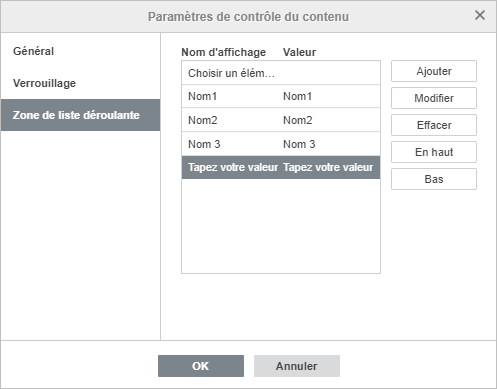 Paramètres de contrôle du contenu
Général
Verrouillage
Zone de liste déroulante
Nom d'affichage Valeur
Choisir un élém...
Nom1 Nom1
Nom2 Nom2
Nom 3 Nom 3
Tapez votre valeur Tapez votre valeur
Ajouter
Modifier
Effacer
En haut
Bas
OK
Annuler